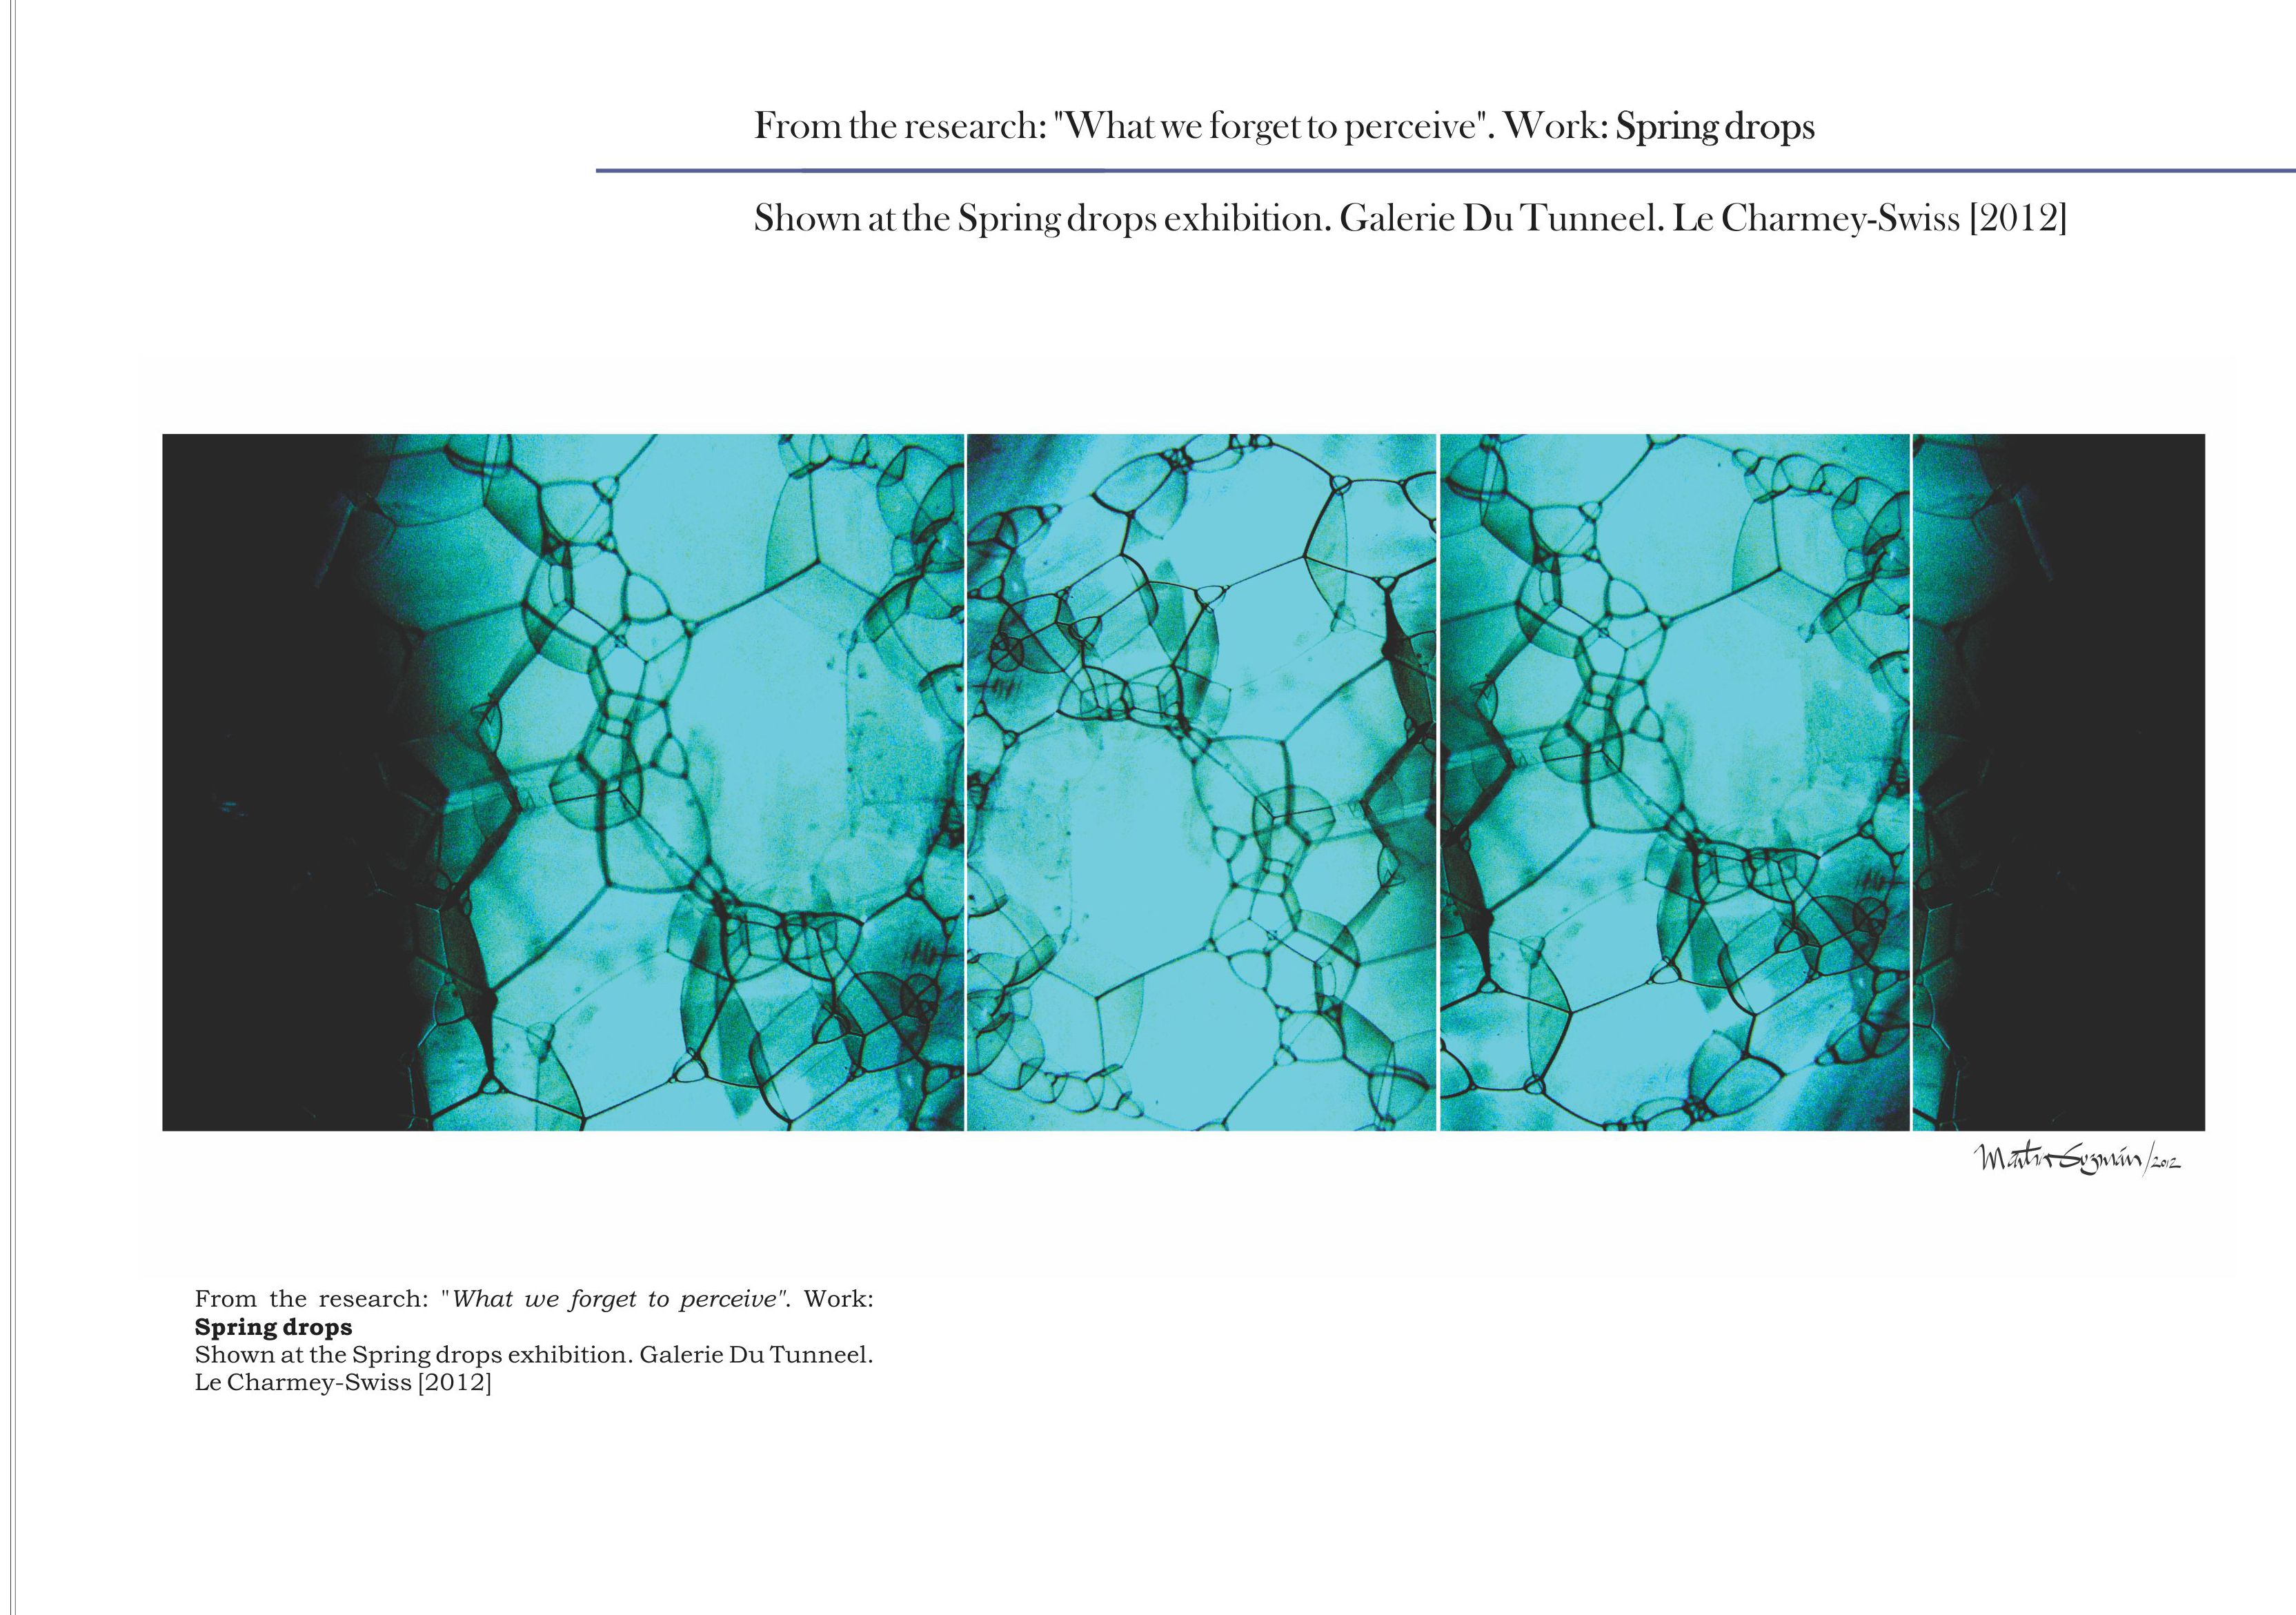 From the research: "What we forget to perceive". Work: Spring drops
Shown at the Spring drops exhibition. Galerie Du Tunneel. Le Charmey-Swiss [2012]
Martín Guzmán/2012
From the research: "What we forget to perceive". Work:
Spring drops
Shown at the Spring drops exhibition. Galerie Du Tunneel.
Le Charmey-Swiss [2012]